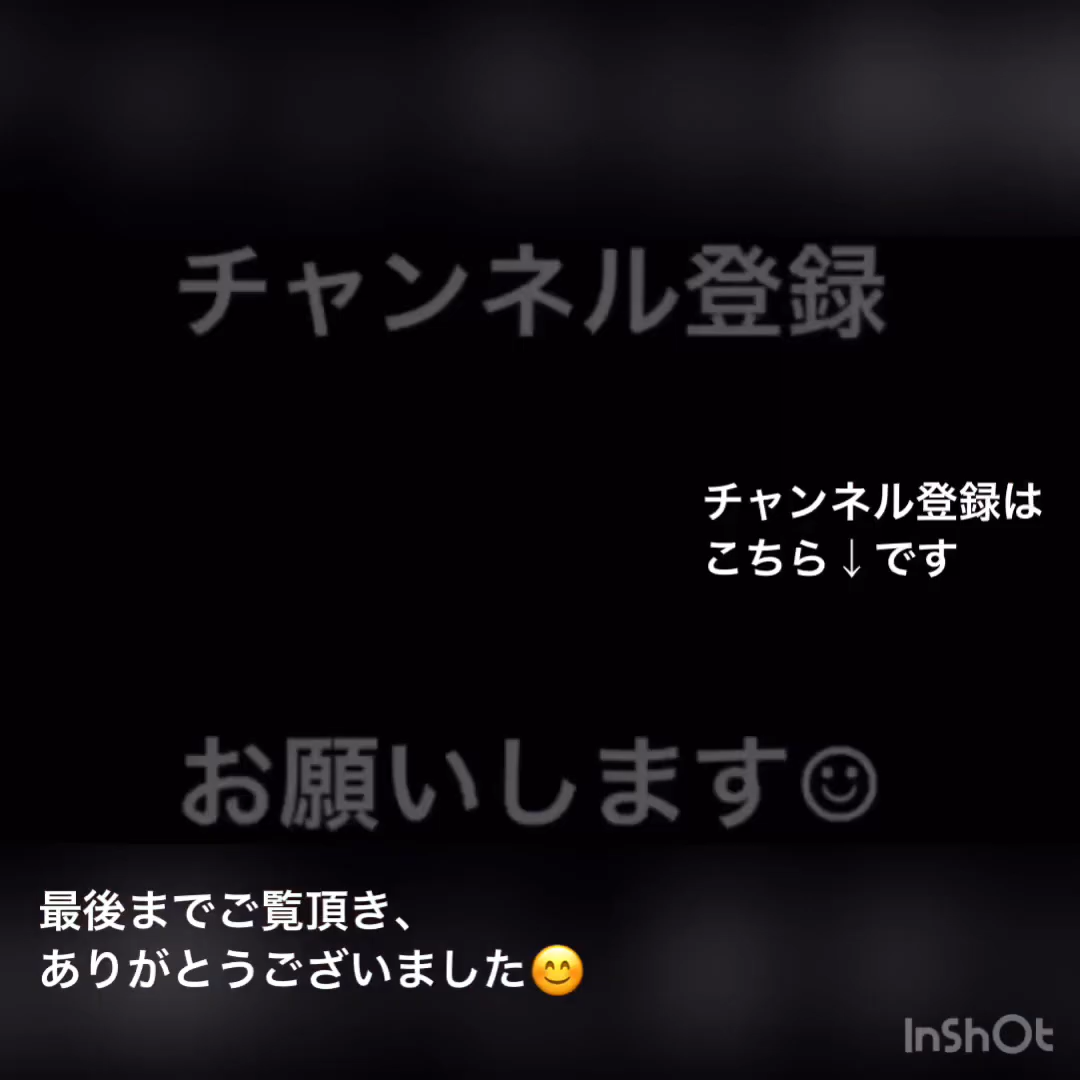 チャンネル登録
チャンネル登録は
こちら↓です
お願いします☺
最後までご覧頂き、
ありがとうございました😊
InShOt